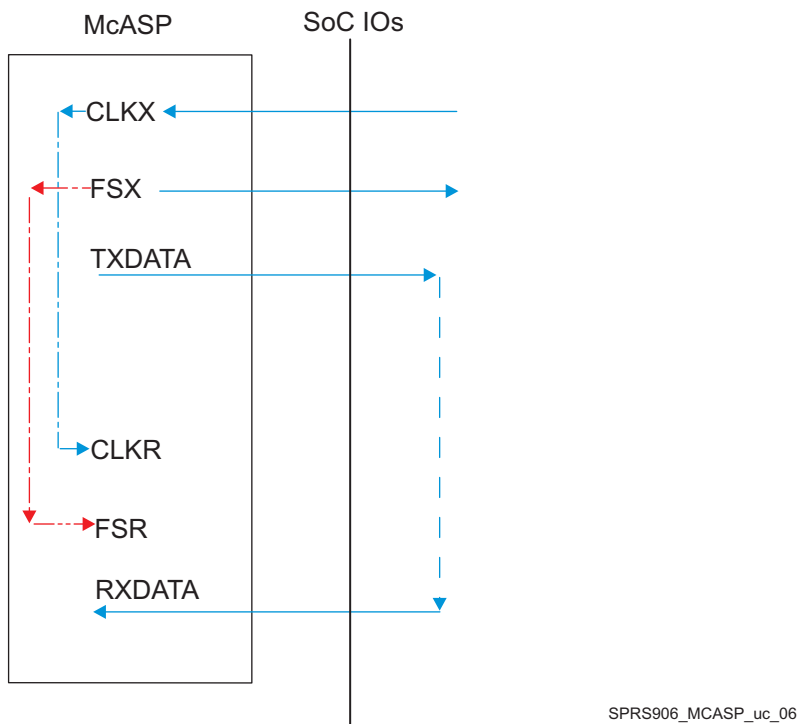 McASP
SoC IOs
CLKX
FSX
TXDATA
CLKR
FSR
RXDATA
SPRS906_MCASP_uc_06